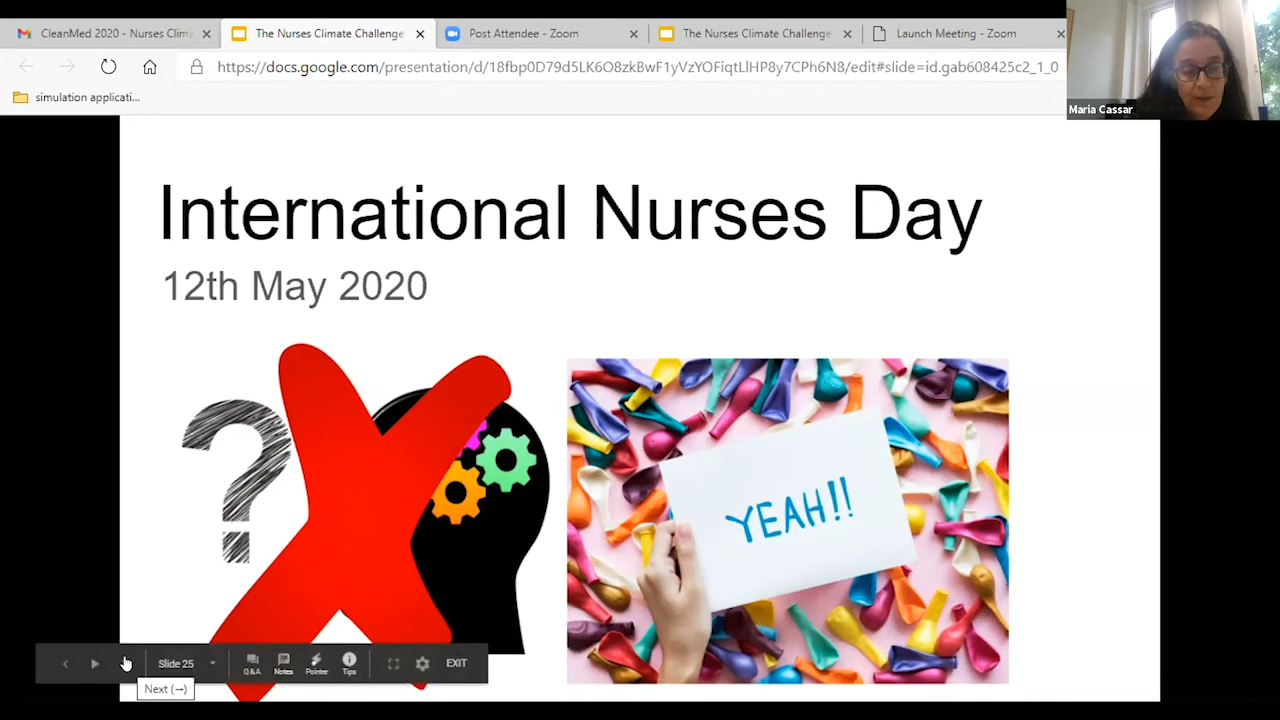 CleanMed 2020 - Nurses Clima
The Nurses Climate Challenge
Post Attendee - Zoom
The Nurses Climate Challenge
Launch Meeting - Zoom
https://docs.google.com/presentation/d/18fbp0D79d5LK6O8zkBwF1yVzYOFiqtLlHP8y7CPh6N8/edit#slide=id.gab608425c2_1_0
simulation applicati...
Maria Cassar
International Nurses Day
12th May 2020
?
YEAH!!
Slide 25
Q&A
Notes
Pointer
Tips
EXIT
Next (→)